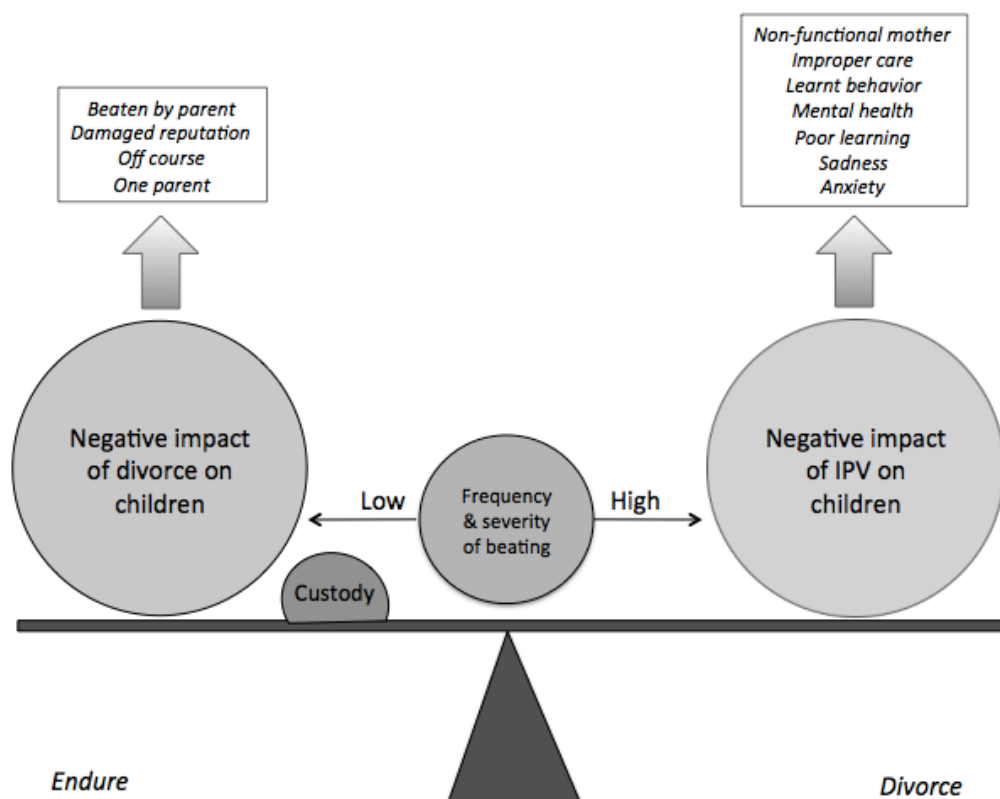 Non-functional mother
Improper care
Learnt behavior
Mental health
Poor learning
Sadness
Anxiety
Beaten by parent
Damaged reputation
Off course
One parent
Negative impact
of divorce on
children
Low
Frequency
& severity
of beating
High
Negative impact
of IPV on
children
Custody
Endure
Divorce